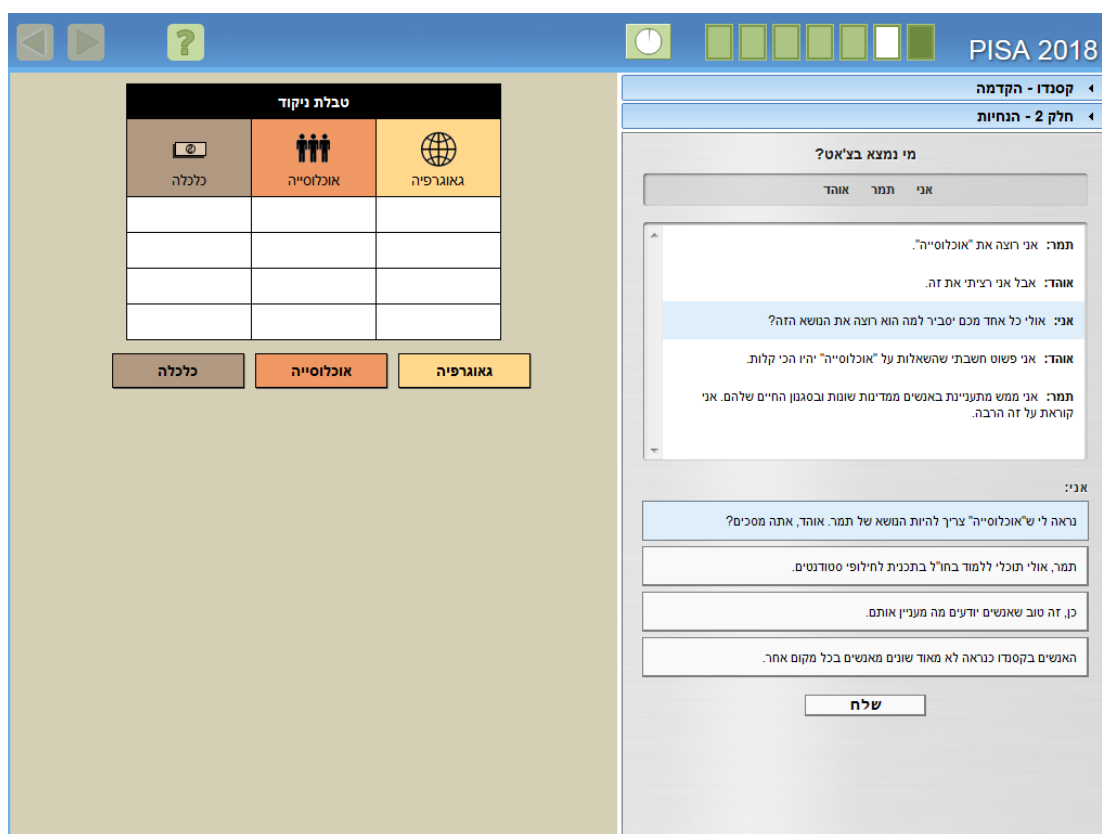 ?
PISA 2018
קסנדו - הקדמה
חלק 2 - הנחיות
מי נמצא בצ'אט?
אני תמר אוהד
תמר: אני רוצה את "אוכלוסייה".
אוהד: אבל אני רציתי את זה.
אני: אולי כל אחד מכם יסביר למה הוא רוצה את הנושא הזה?
אוהד: אני פשוט חשבתי שהשאלות על "אוכלוסייה" יהיו הכי קלות.
תמר: אני ממש מתעניינת באנשים ממדינות שונות ובסגנון החיים שלהם. אני
קוראת על זה הרבה.
אני:
נראה לי ש"אוכלוסייה" צריך להיות הנושא של תמר. אוהד, אתה מסכים?
תמר, אולי תוכלי ללמוד בחו"ל בתכנית לחילופי סטודנטים.
כן, זה טוב שאנשים יודעים מה מעניין אותם.
האנשים בקסנדו כנראה לא מאוד שונים מאנשים בכל מקום אחר.
שלח
טבלת ניקוד
גאוגרפיה אוכלוסייה כלכלה
גאוגרפיה אוכלוסייה כלכלה